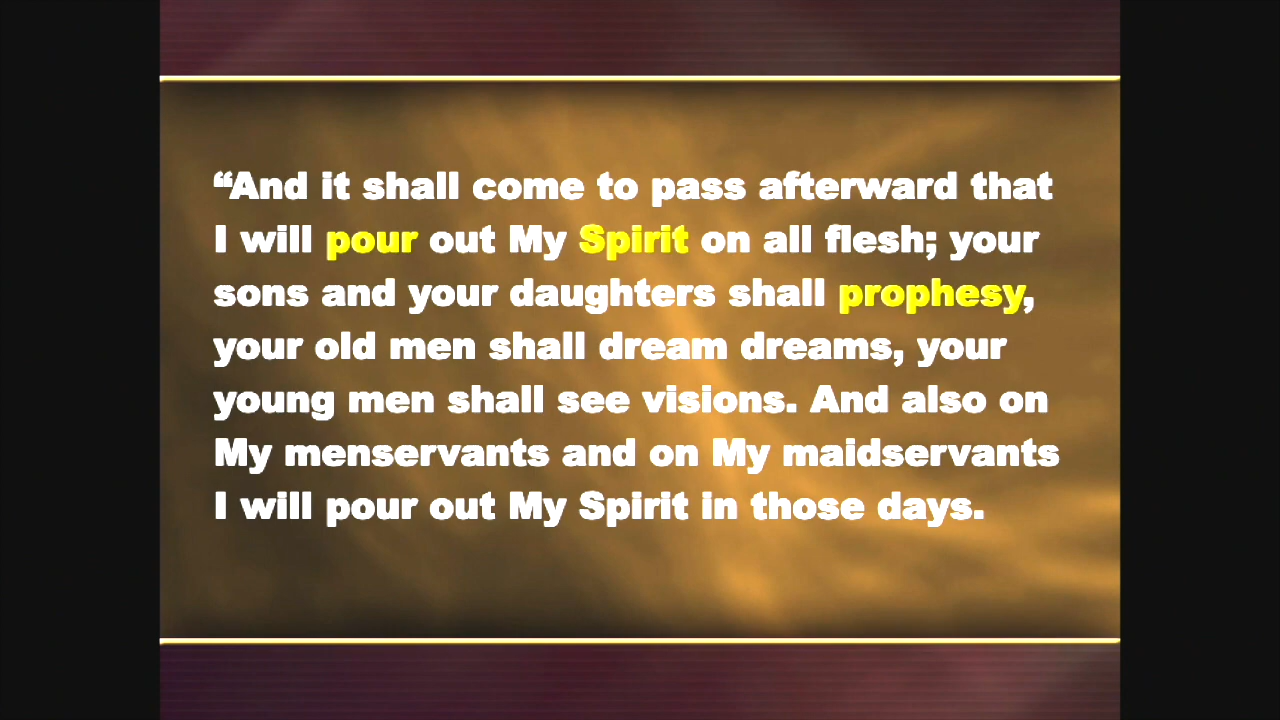 “And it shall come to pass afterward that
I will pour out My Spirit on all flesh; your
sons and your daughters shall prophesy,
your old men shall dream dreams, your
young men shall see visions. And also on
My menservants and on My maidservants
I will pour out My Spirit in those days.